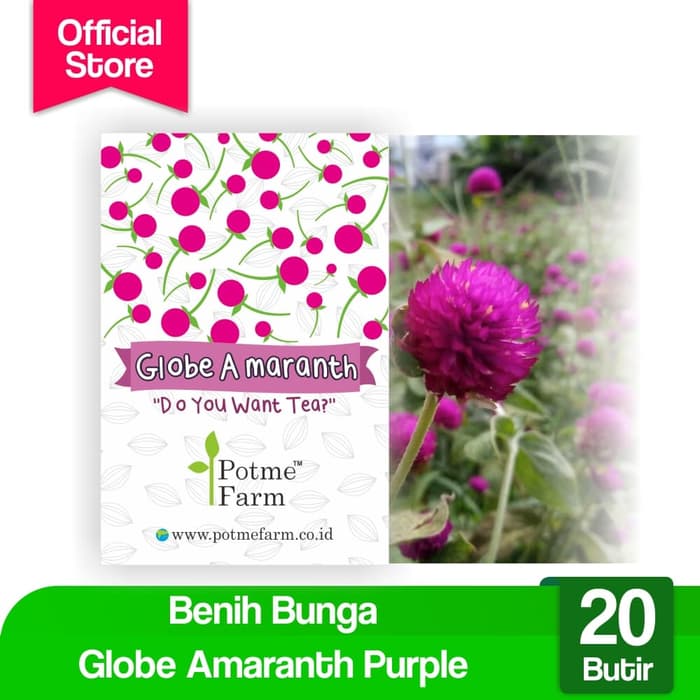 Official
Store
Globe Amaranth
"Do You Want Tea?"
Potme™
Farm
www.potmefarm.co.id
Benih Bunga
Globe Amaranth Purple
20
Butir